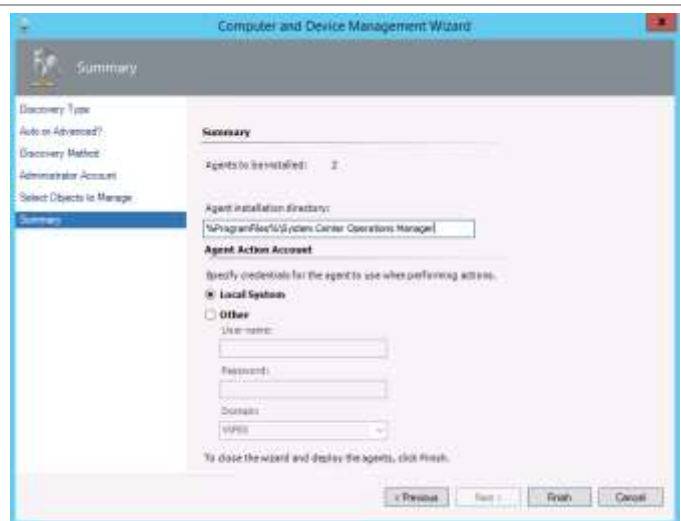 Computer and Device Management Wizard
Summary
Discovery Type
Auto or Advanced?
Discovery Method
Administrator Account
Select Objects to Manage
Summary
Summary
Agents to be installed: 2
Agent installation directory:
%ProgramFiles%\System Center Operations Manager
Agent Action Account
Specify credentials for the agent to use when performing actions.
Local System
Other
User name:
Password:
Domain:
To close the wizard and deploy the agents, click Finish.
< Previous Next > Finish Cancel